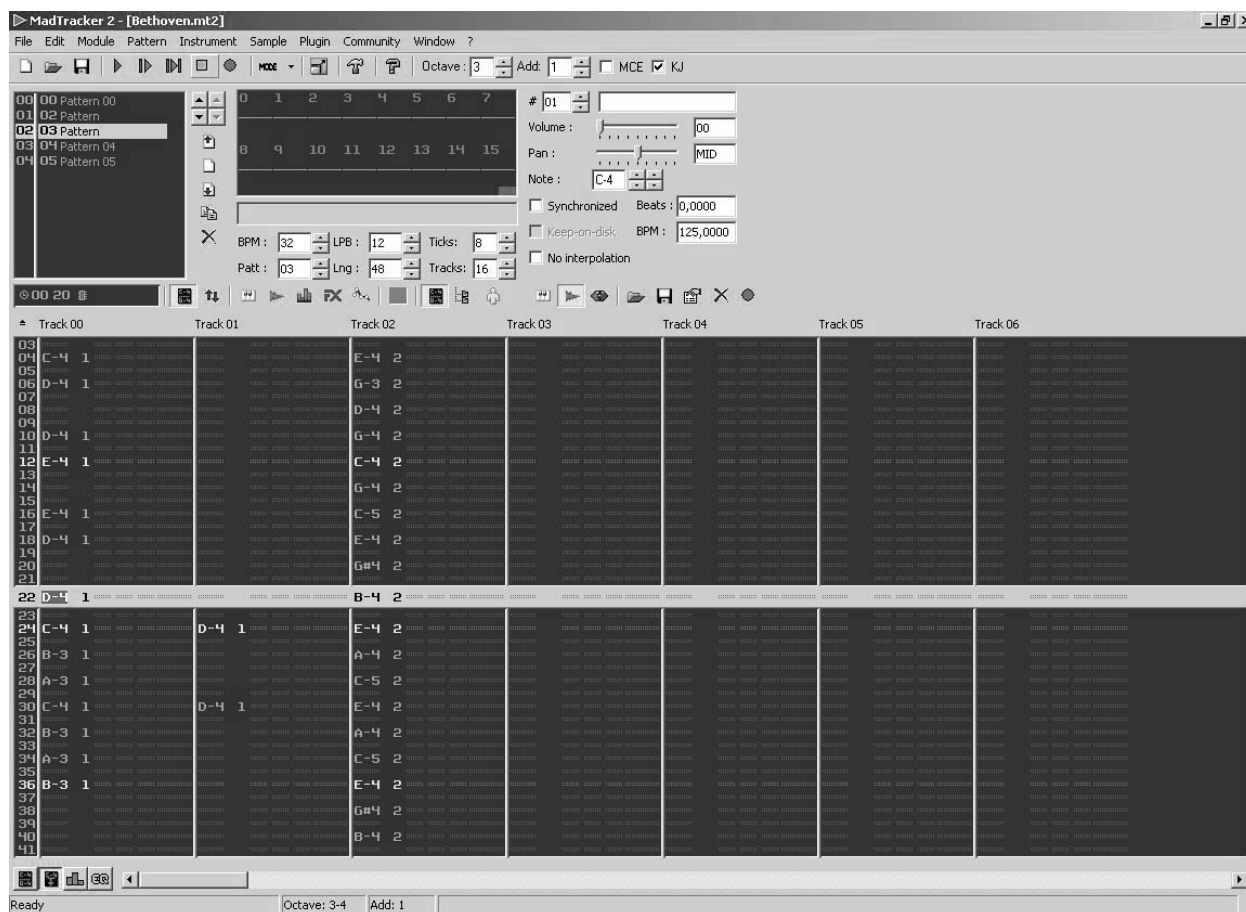 MadTracker 2 - [Bethoven.mt2]
File Edit Module Pattern Instrument Sample Plugin Community Window ?
MODE Octave: 3 Add: 1 MCE KJ
00 00 Pattern 00
01 02 Pattern
02 03 Pattern
03 04 Pattern 04
04 05 Pattern 05
0 1 2 3 4 5 6 7
8 9 10 11 12 13 14 15
BPM : 32 LPB : 12 Ticks: 8
Patt : 03 Lng : 48 Tracks: 16
# 01
Volume : 00
Pan : MID
Note : C-4
Synchronized Beats : 0,0000
Keep-on-disk BPM : 125,0000
No interpolation
00 20
FX
Track 00 Track 01 Track 02 Track 03 Track 04 Track 05 Track 06
03
04 C-4 1 E-4 2
05
06 D-4 1 G-3 2
07
08 D-4 2
09
10 D-4 1 G-4 2
11
12 E-4 1 C-4 2
13
14 G-4 2
15
16 E-4 1 C-5 2
17
18 D-4 1 E-4 2
19
20 G#4 2
21
22 D-4 1 B-4 2
23
24 C-4 1 D-4 1 E-4 2
25
26 B-3 1 A-4 2
27
28 A-3 1 C-5 2
29
30 C-4 1 D-4 1 E-4 2
31
32 B-3 1 A-4 2
33
34 A-3 1 C-5 2
35
36 B-3 1 E-4 2
37
38 G#4 2
39
40 B-4 2
41
EQ
Ready Octave: 3-4 Add: 1